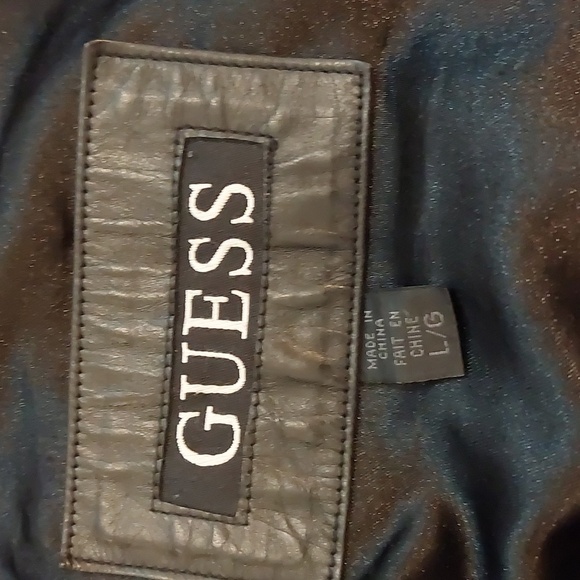 GUESS
MADE IN
CHINA
FAIT EN
CHINE
L/G